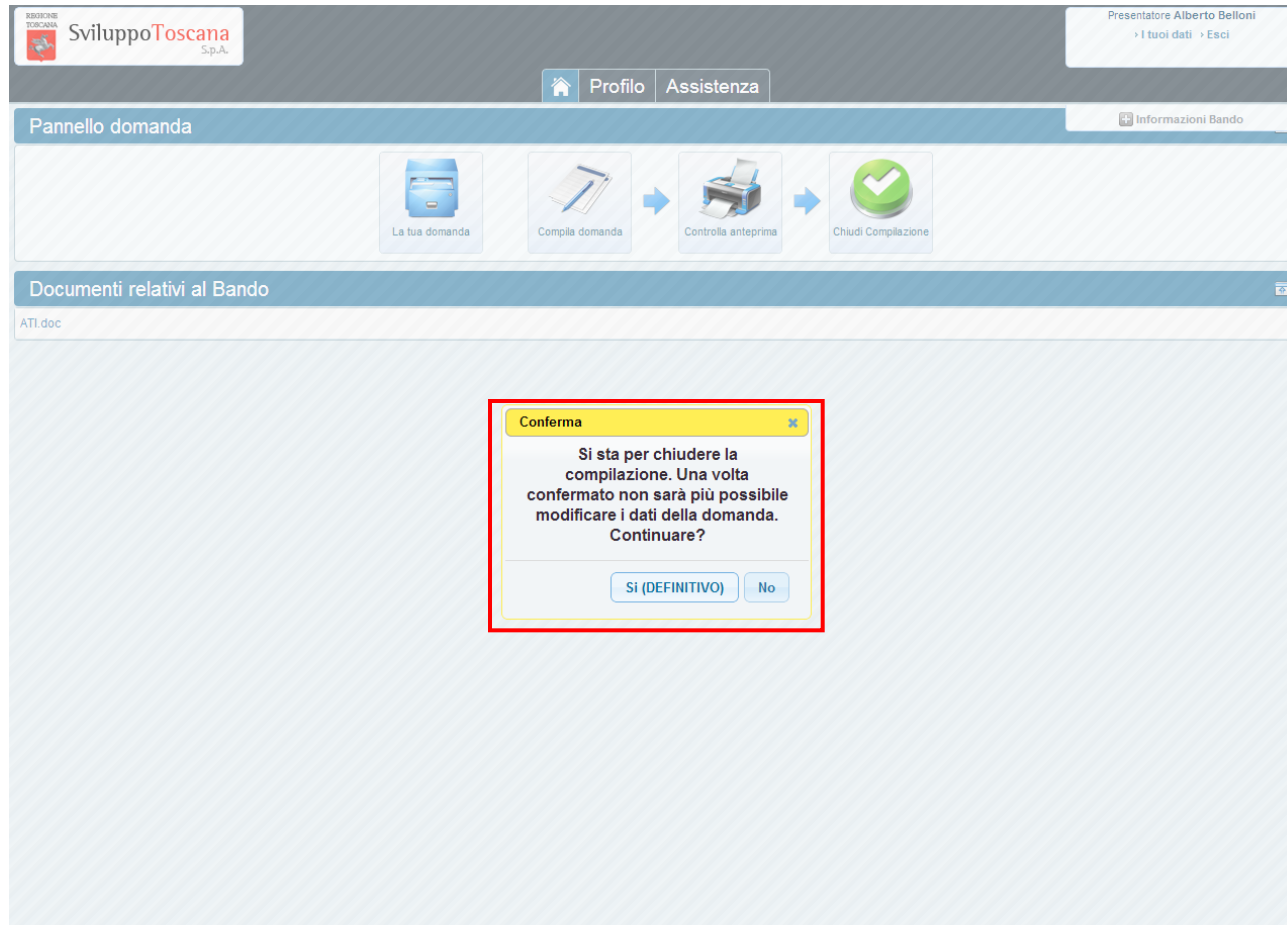 REGIONE
TOSCANA
SviluppoToscana
S.p.A.
Presentatore Alberto Belloni
› I tuoi dati › Esci
Profilo Assistenza
Pannello domanda
Informazioni Bando
La tua domanda
Compila domanda
Controlla anteprima
Chiudi Compilazione
Documenti relativi al Bando
ATI.doc
Conferma
Si sta per chiudere la
compilazione. Una volta
confermato non sarà più possibile
modificare i dati della domanda.
Continuare?
Si (DEFINITIVO) No